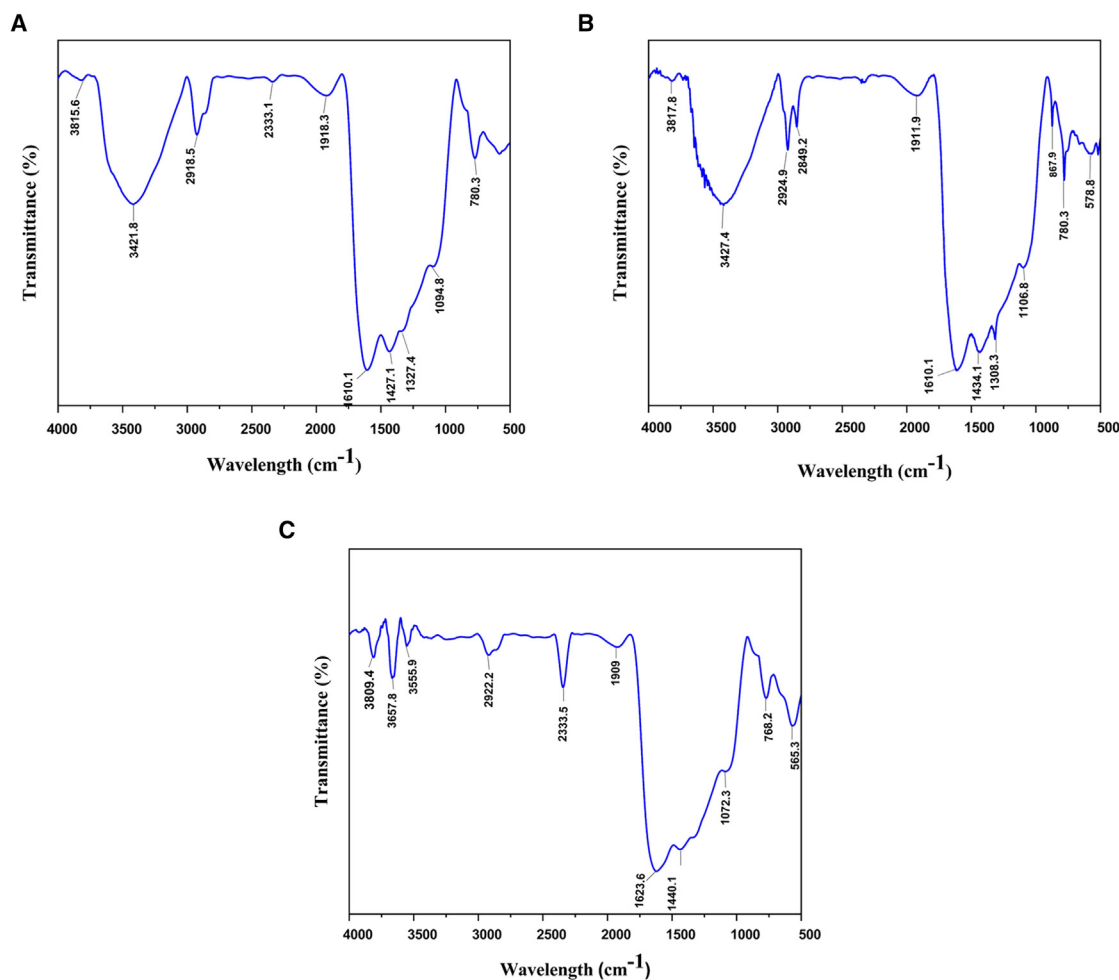 A
Transmittance (%)
3815.6
3421.8
2918.5
2333.1
1918.3
1610.1
1427.1
1327.4
1094.8
780.3
4000 3500 3000 2500 2000 1500 1000 500
Wavelength (cm-1)
B
Transmittance (%)
3817.8
3427.4
2924.9
2849.2
1911.9
1610.1
1434.1
1308.3
1106.8
867.9
780.3
578.8
4000 3500 3000 2500 2000 1500 1000 500
Wavelength (cm-1)
C
Transmittance (%)
3809.4
3657.8
3555.9
2922.2
2333.5
1909
1623.6
1440.1
1072.3
768.2
565.3
4000 3500 3000 2500 2000 1500 1000 500
Wavelength (cm-1)